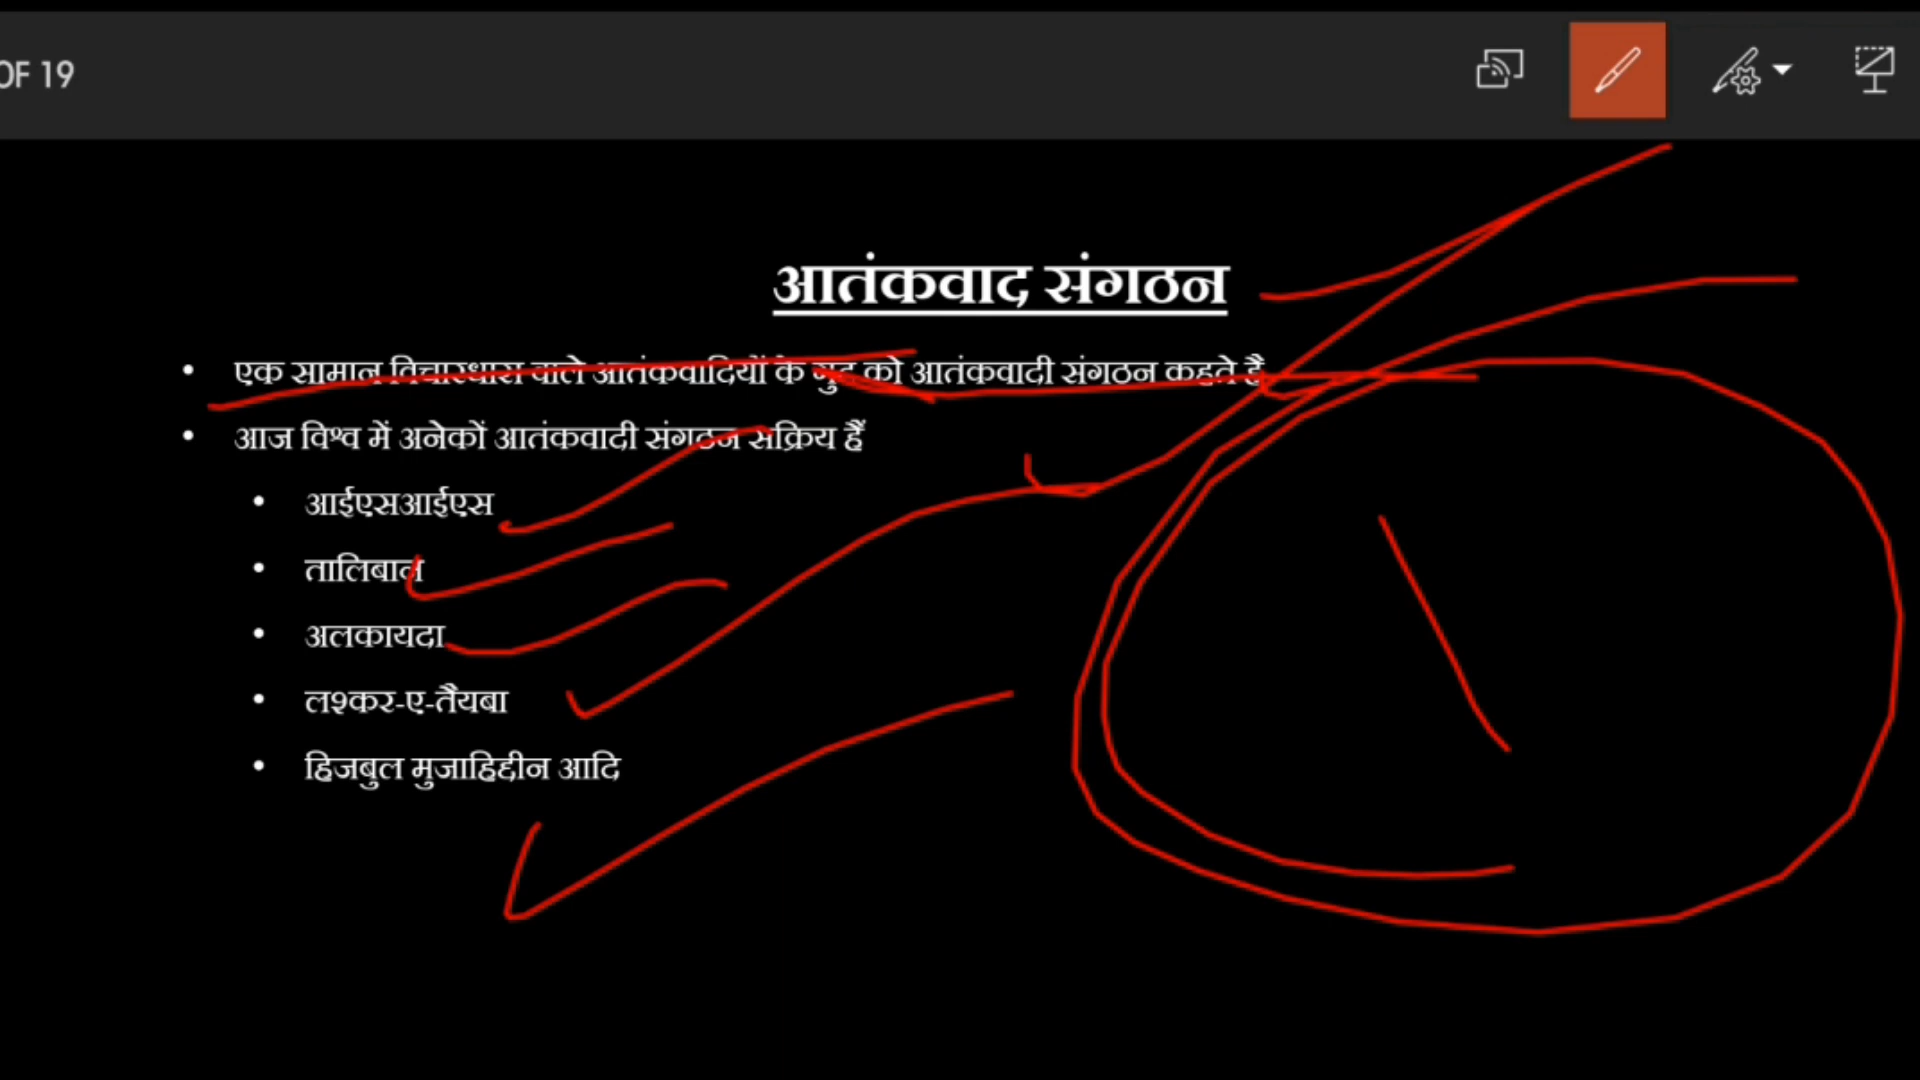 OF 19
आतंकवाद संगठन
• एक सामान विचारधारा वाले आतंकवादियों के गुट को आतंकवादी संगठन कहते हैं
• आज विश्व में अनेकों आतंकवादी संगठन सक्रिय हैं
• आईएसआईएस
• तालिबान
• अलकायदा
• लश्कर-ए-तैयबा
• हिजबुल मुजाहिद्दीन आदि